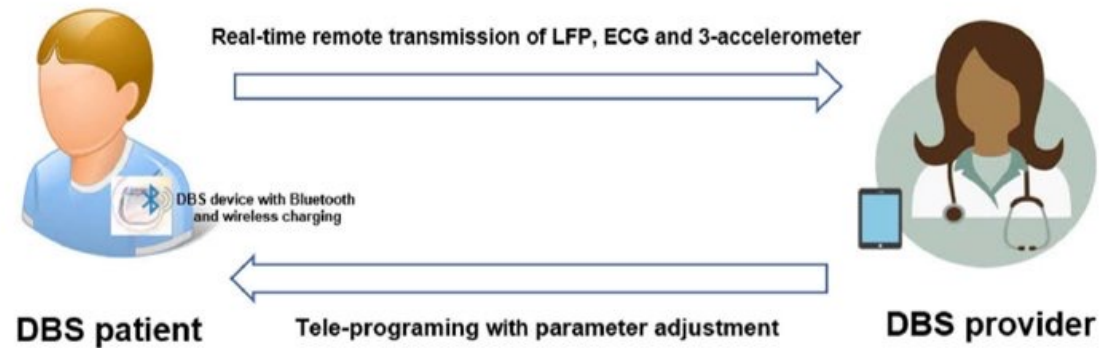 Real-time remote transmission of LFP, ECG and 3-accelerometer
DBS device with Bluetooth
and wireless charging
DBS patient
Tele-programing with parameter adjustment
DBS provider